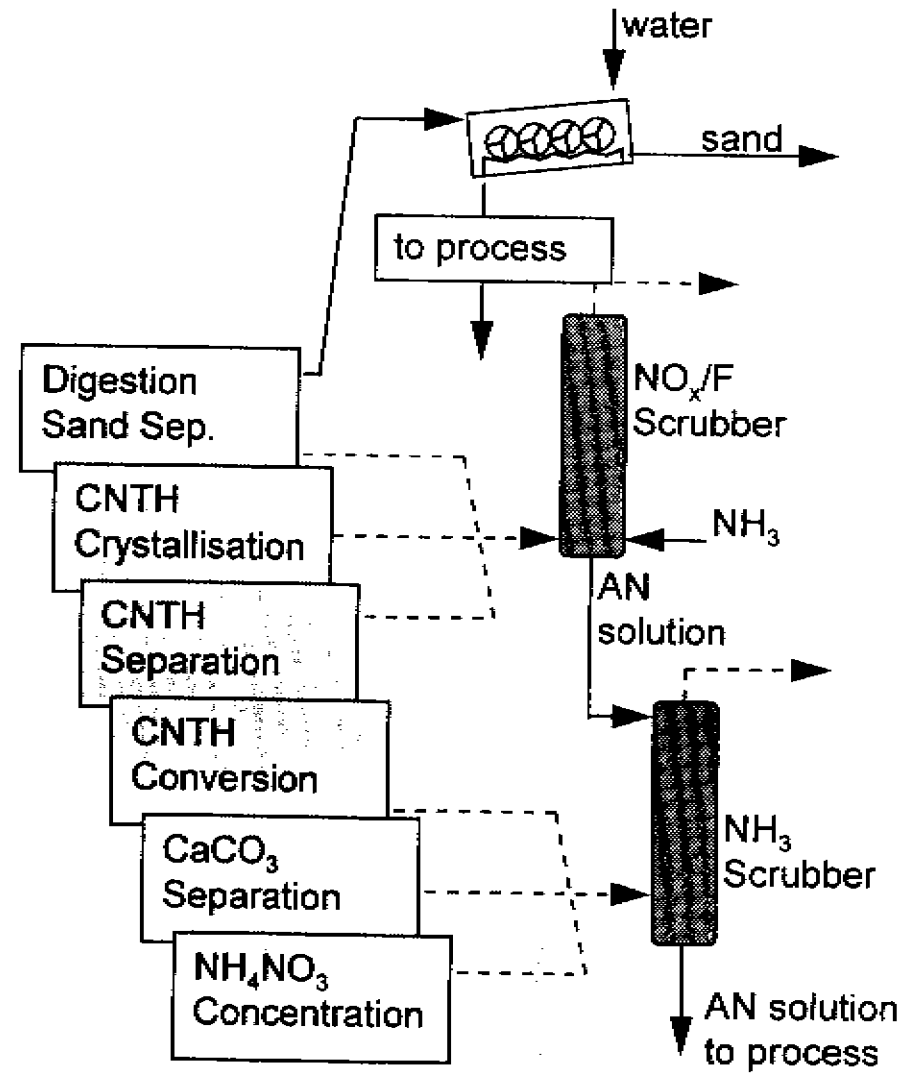 water
sand
to process
Digestion
Sand Sep.
NOₓ/F
Scrubber
CNTH
Crystallisation
NH₃
AN
solution
CNTH
Separation
CNTH
Conversion
CaCO₃
Separation
NH₃
Scrubber
NH₄NO₃
Concentration
AN solution
to process